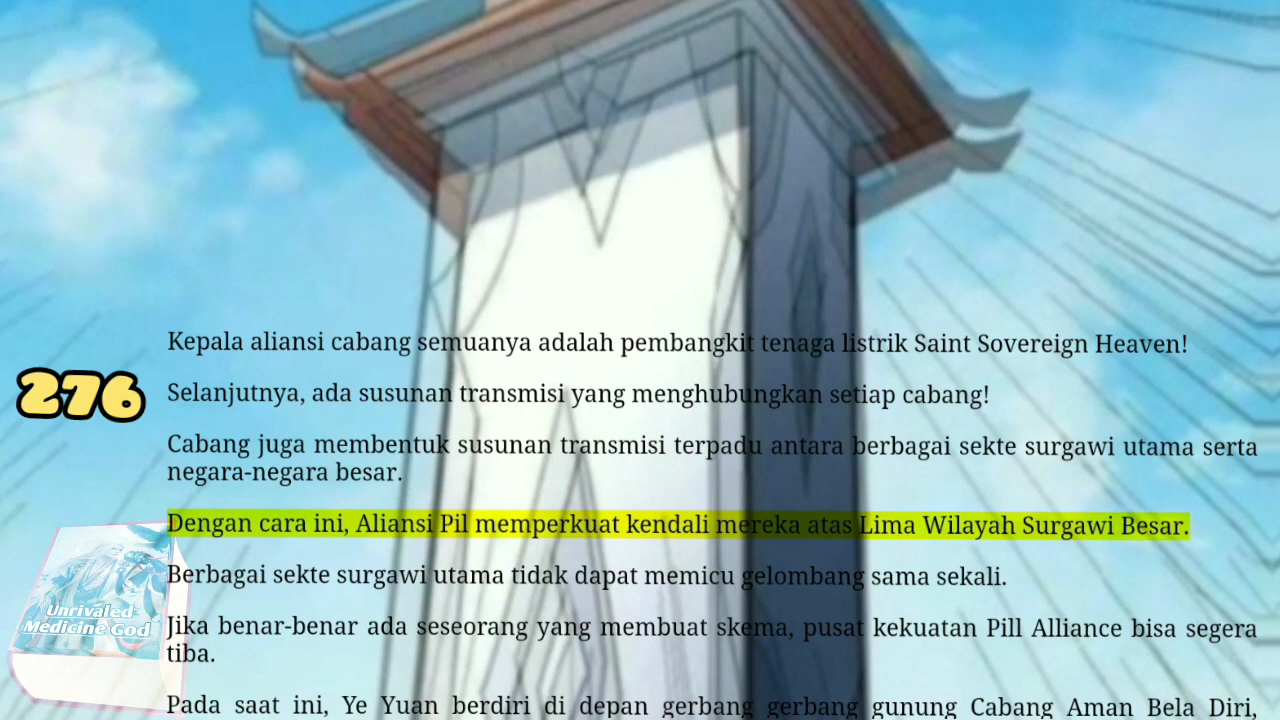 Kepala aliansi cabang semuanya adalah pembangkit tenaga listrik Saint Sovereign Heaven!
276
Selanjutnya, ada susunan transmisi yang menghubungkan setiap cabang!
Cabang juga membentuk susunan transmisi terpadu antara berbagai sekte surgawi utama serta
negara-negara besar.
Dengan cara ini, Aliansi Pil memperkuat kendali mereka atas Lima Wilayah Surgawi Besar.
Berbagai sekte surgawi utama tidak dapat memicu gelombang sama sekali.
Unrivaled
Medicine God
Jika benar-benar ada seseorang yang membuat skema, pusat kekuatan Pill Alliance bisa segera
tiba.
Pada saat ini, Ye Yuan berdiri di depan gerbang gerbang gunung Cabang Aman Bela Diri,